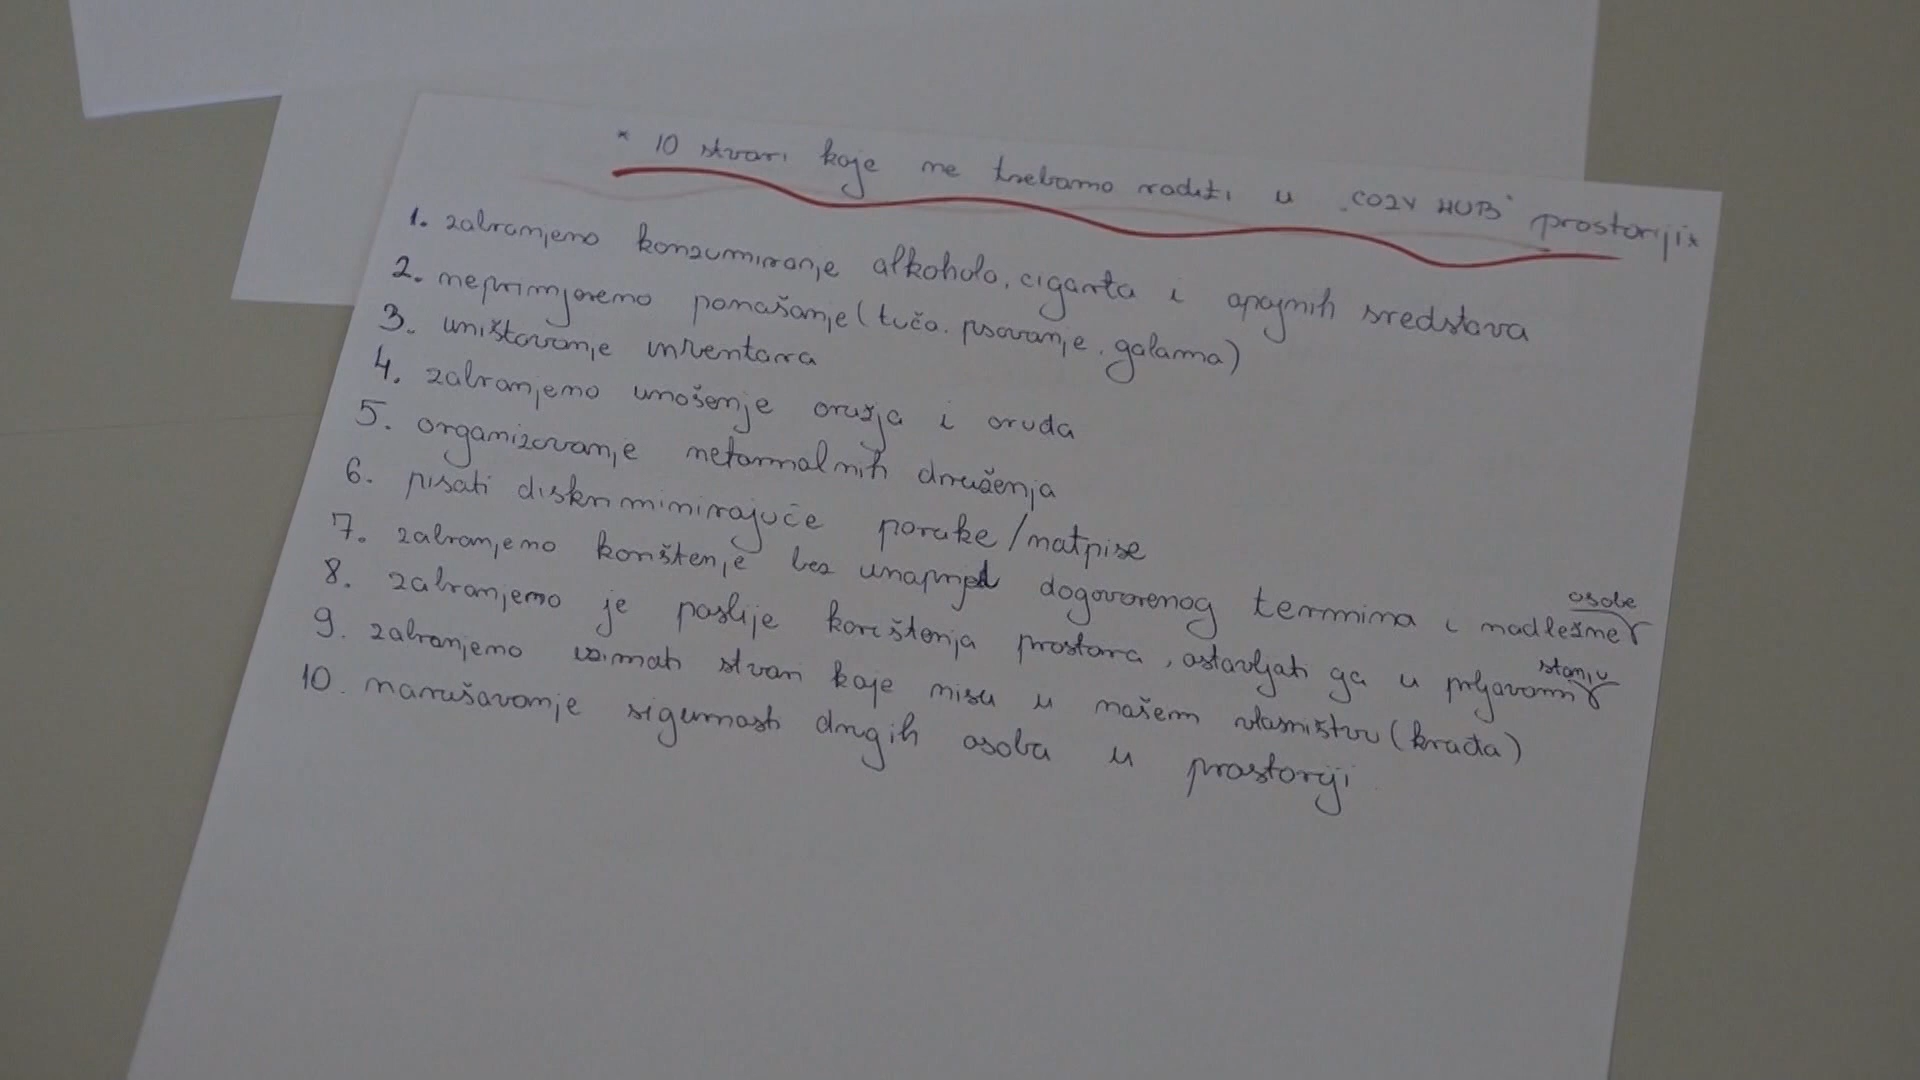 * 10 stvari koje ne trebamo raditi u "COZY HUB" prostoriji*
1. zabranjeno konzumiranje alkohola, cigareta i opojnih sredstava
2. neprimjereno ponašanje (tuča, psovanje, galama)
3. uništavanje inventara
4. zabranjeno unošenje oružja i oruđa
5. organizovanje neformalnih druženja
6. pisati diskriminirajuće poruke/natpise
7. zabranjeno korištenje bez unaprijed dogovorenog termina i nadležne osobe
8. zabranjeno je poslije korištenja prostora, ostavljati ga u prljavom stanju
9. zabranjeno uzimati stvari koje nisu u našem vlasništvu (krađa)
10. narušavanje sigurnosti drugih osoba u prostoriji